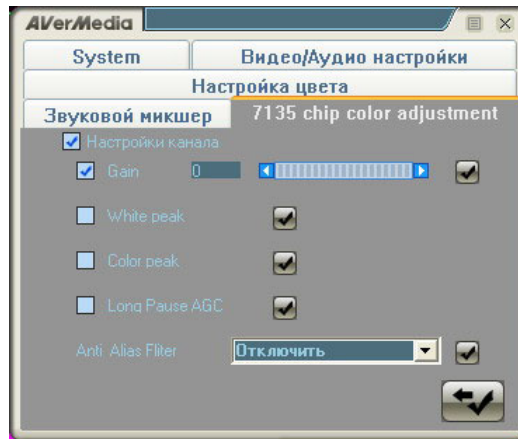 AVerMedia
System Видео/Аудио настройки
Настройка цвета
Звуковой микшер 7135 chip color adjustment
Настройки канала
Gain 0
White peak
Color peak
Long Pause AGC
Anti Alias Fliter Отключить